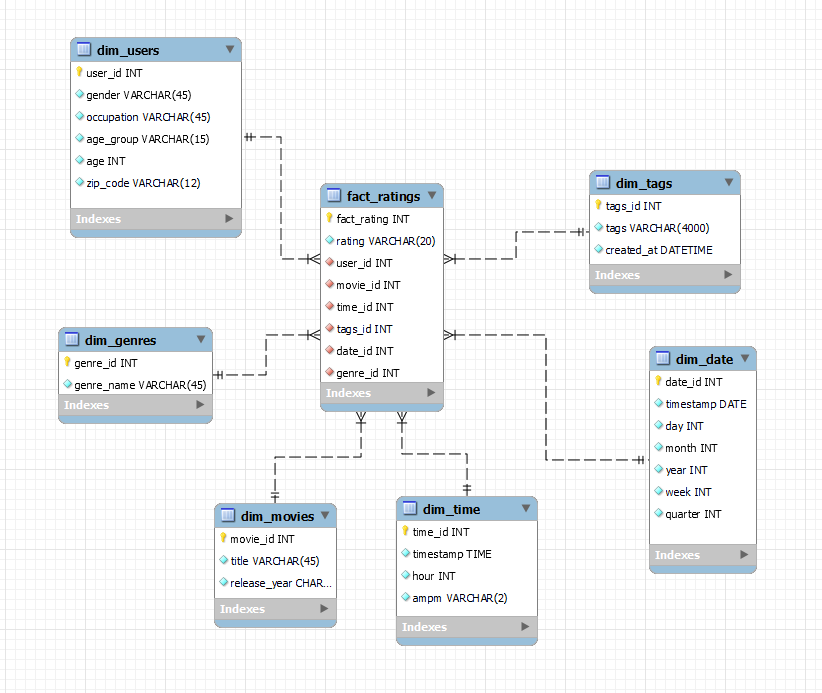 dim_users
user_id INT
gender VARCHAR(45)
occupation VARCHAR(45)
age_group VARCHAR(15)
age INT
zip_code VARCHAR(12)
Indexes
fact_ratings
fact_rating INT
rating VARCHAR(20)
user_id INT
movie_id INT
time_id INT
tags_id INT
date_id INT
genre_id INT
Indexes
dim_tags
tags_id INT
tags VARCHAR(4000)
created_at DATETIME
Indexes
dim_genres
genre_id INT
genre_name VARCHAR(45)
Indexes
dim_date
date_id INT
timestamp DATE
day INT
month INT
year INT
week INT
quarter INT
Indexes
dim_movies
movie_id INT
title VARCHAR(45)
release_year CHAR...
Indexes
dim_time
time_id INT
timestamp TIME
hour INT
ampm VARCHAR(2)
Indexes